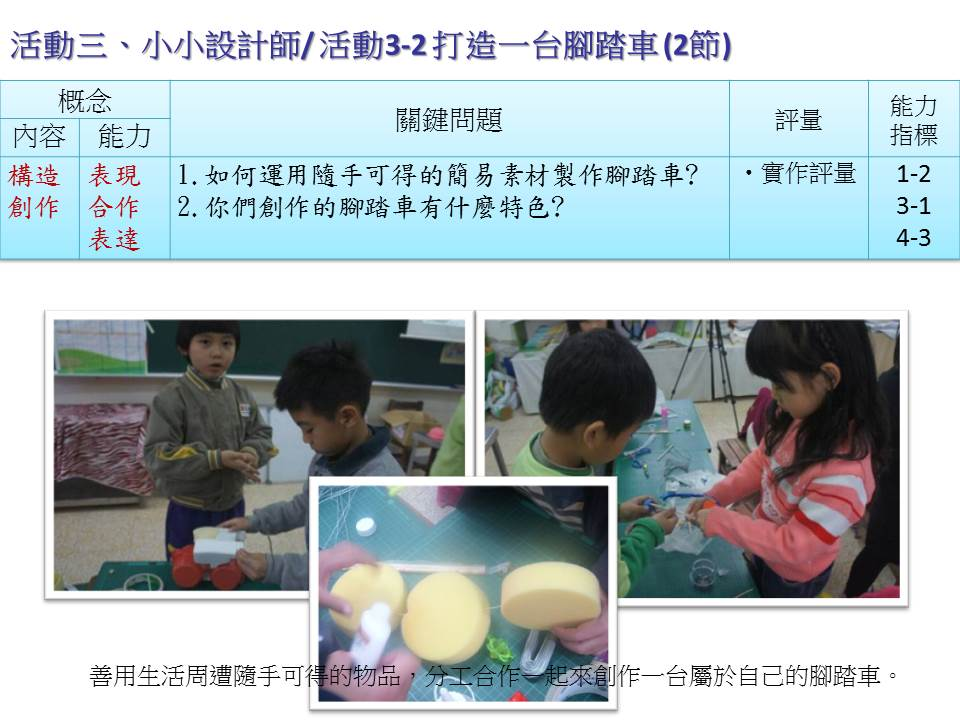 活動三、小小設計師/ 活動3-2 打造一台腳踏車 (2節)
概念
關鍵問題
評量
能力
指標
內容
能力
構造
創作
表現
合作
表達
1. 如何運用隨手可得的簡易素材製作腳踏車?
2. 你們創作的腳踏車有什麼特色?
・實作評量
1-2
3-1
4-3
善用生活周遭隨手可得的物品，分工合作一起來創作一台屬於自己的腳踏車。